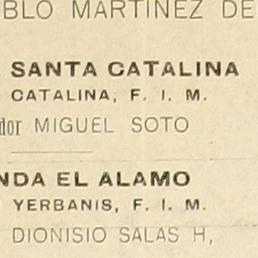 BLO MARTINEZ DE
SANTA CATALINA
CATALINA, F. I. M.
dor MIGUEL SOTO
NDA EL ALAMO
YERBANIS, F. I. M.
DIONISIO SALAS H,